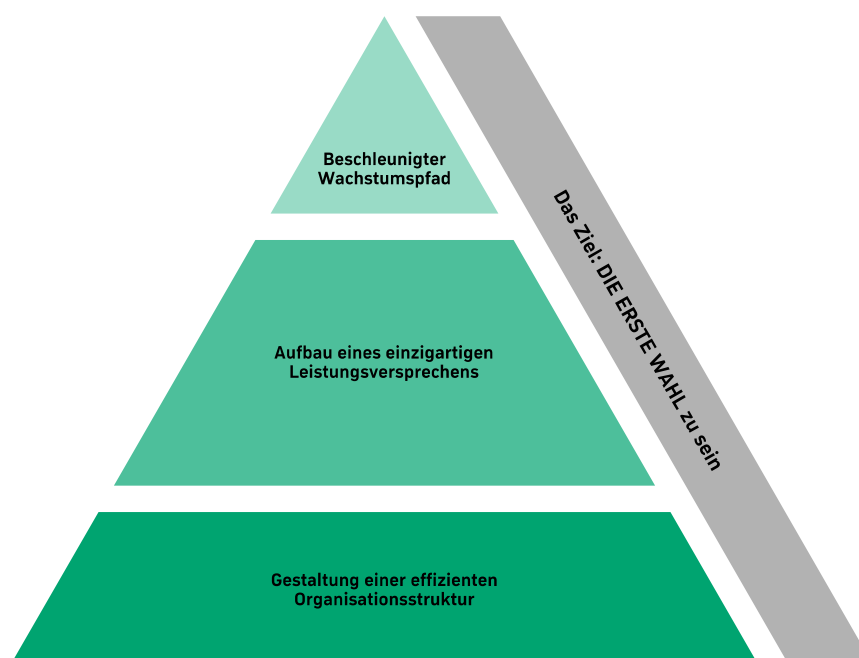 Beschleunigter
Wachstumspfad
Das Ziel: DIE ERSTE WAHL zu sein
Aufbau eines einzigartigen
Leistungsversprechens
Gestaltung einer effizienten
Organisationsstruktur